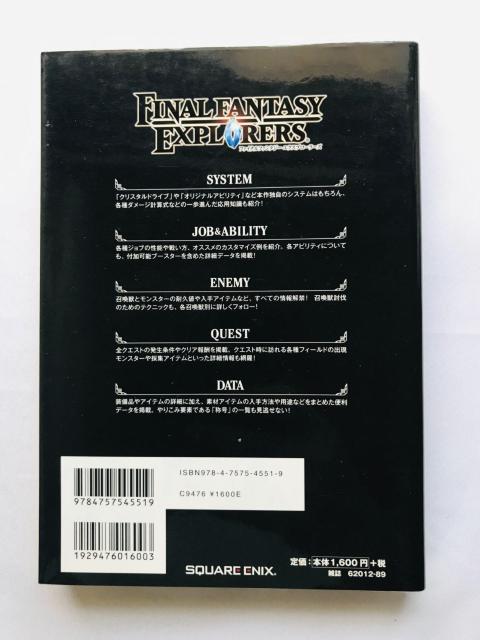 FINAL FANTASY
EXPLORERS
ファイナルファンタジー エクスプローラーズ
SYSTEM
「クリスタルドライブ」や「オリジナルアビリティ」など本作独自のシステムはもちろん、
各種ダメージ計算式などの一歩進んだ応用知識も紹介!
JOB&ABILITY
各種ジョブの性能や戦い方、オススメのカスタマイズ例を紹介。各アビリティについて
も、付加可能ブースターを含めた詳細データを掲載!
ENEMY
召喚獣とモンスターの耐久値や入手アイテムなど、すべての情報解禁! 召喚獣討伐
のためのテクニックも、各召喚獣別に詳しくフォロー!
QUEST
全クエストの発生条件やクリア報酬を掲載。クエスト時に訪れる各種フィールドの出現
モンスターや採集アイテムといった詳細情報も網羅!
DATA
装備品やアイテムの詳細に加え、素材アイテムの入手方法や用途などをまとめた便利
データを掲載。やりこみ要素である「称号」の一覧も見逃せない!
ISBN978-4-7575-4551-9
C9476 ¥1600E
9784757545519
1929476016003
SQUARE ENIX.
定価:本体1,600円+税
雑誌 62012-89